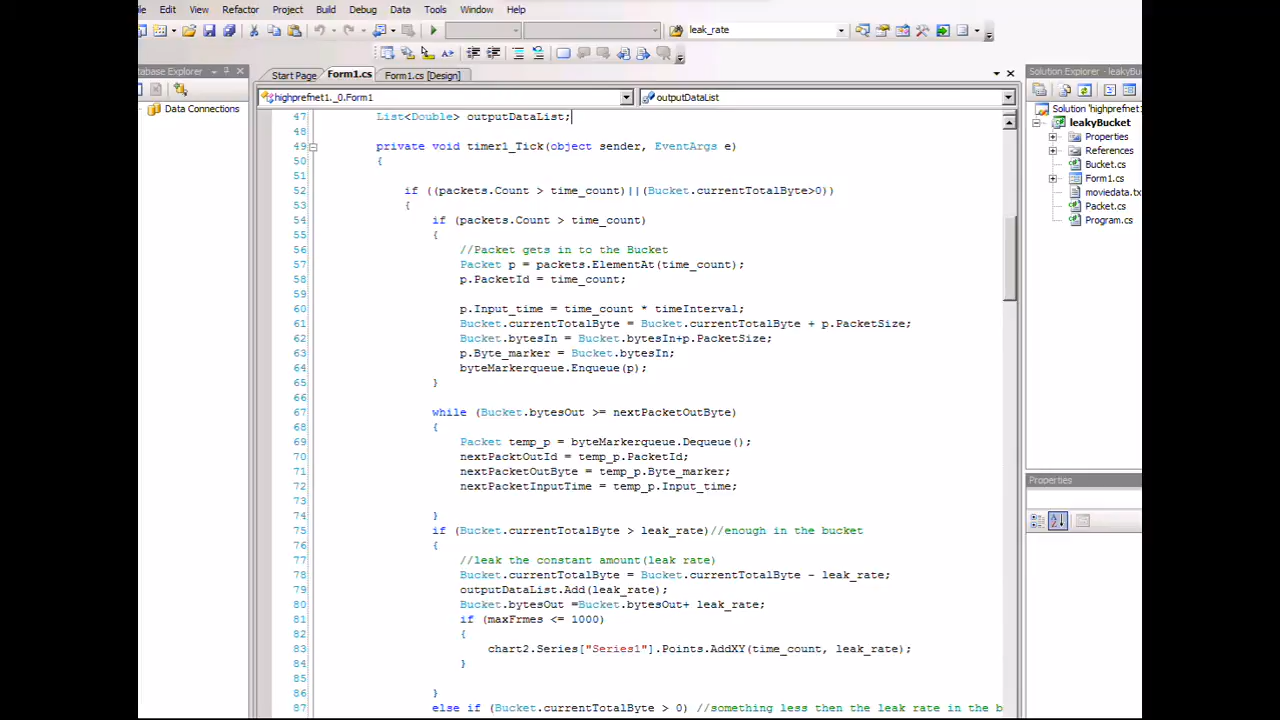 Edit View Refactor Project Build Debug Data Tools Window Help
leak_rate
Start Page Form1.cs Form1.cs [Design]
Solution Explorer - leakyBu
highprefnet1._0.Form1 outputDataList
Data Connections
Solution 'highprefnet1
leakyBucket
Properties
References
Bucket.cs
Form1.cs
moviedata.tx
Packet.cs
Program.cs
Properties
47 List<Double> outputDataList;
48
49 private void timer1_Tick(object sender, EventArgs e)
50 {
51
52 if ((packets.Count > time_count)||(Bucket.currentTotalByte>0))
53 {
54 if (packets.Count > time_count)
55 {
56 //Packet gets in to the Bucket
57 Packet p = packets.ElementAt(time_count);
58 p.PacketId = time_count;
59
60 p.Input_time = time_count * timeInterval;
61 Bucket.currentTotalByte = Bucket.currentTotalByte + p.PacketSize;
62 Bucket.bytesIn = Bucket.bytesIn+p.PacketSize;
63 p.Byte_marker = Bucket.bytesIn;
64 byteMarkerqueue.Enqueue(p);
65 }
66
67 while (Bucket.bytesOut >= nextPacketOutByte)
68 {
69 Packet temp_p = byteMarkerqueue.Dequeue();
70 nextPacktOutId = temp_p.PacketId;
71 nextPacketOutByte = temp_p.Byte_marker;
72 nextPacketInputTime = temp_p.Input_time;
73
74 }
75 if (Bucket.currentTotalByte > leak_rate)//enough in the bucket
76 {
77 //leak the constant amount(leak rate)
78 Bucket.currentTotalByte = Bucket.currentTotalByte - leak_rate;
79 outputDataList.Add(leak_rate);
80 Bucket.bytesOut =Bucket.bytesOut+ leak_rate;
81 if (maxFrmes <= 1000)
82 {
83 chart2.Series["Series1"].Points.AddXY(time_count, leak_rate);
84 }
85
86 }
87 else if (Bucket.currentTotalByte > 0) //something less then the leak rate in the b